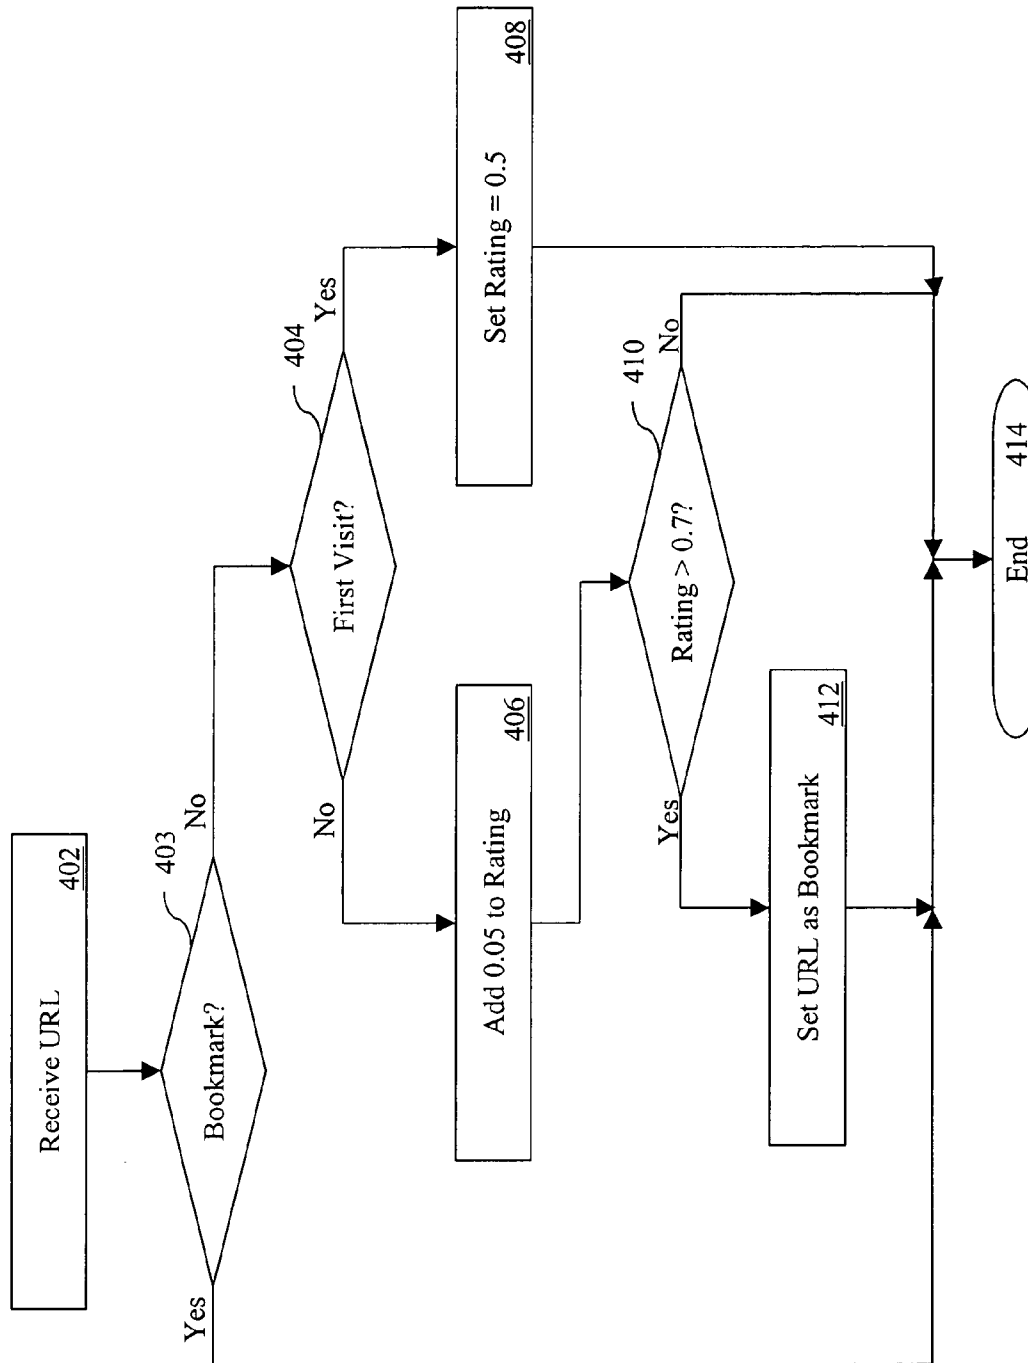 Receive URL
402
Bookmark?
403
Yes
No
First Visit?
404
No
Yes
Add 0.05 to Rating
406
Set Rating = 0.5
408
Rating > 0.7?
410
Yes
No
Set URL as Bookmark
412
End
414